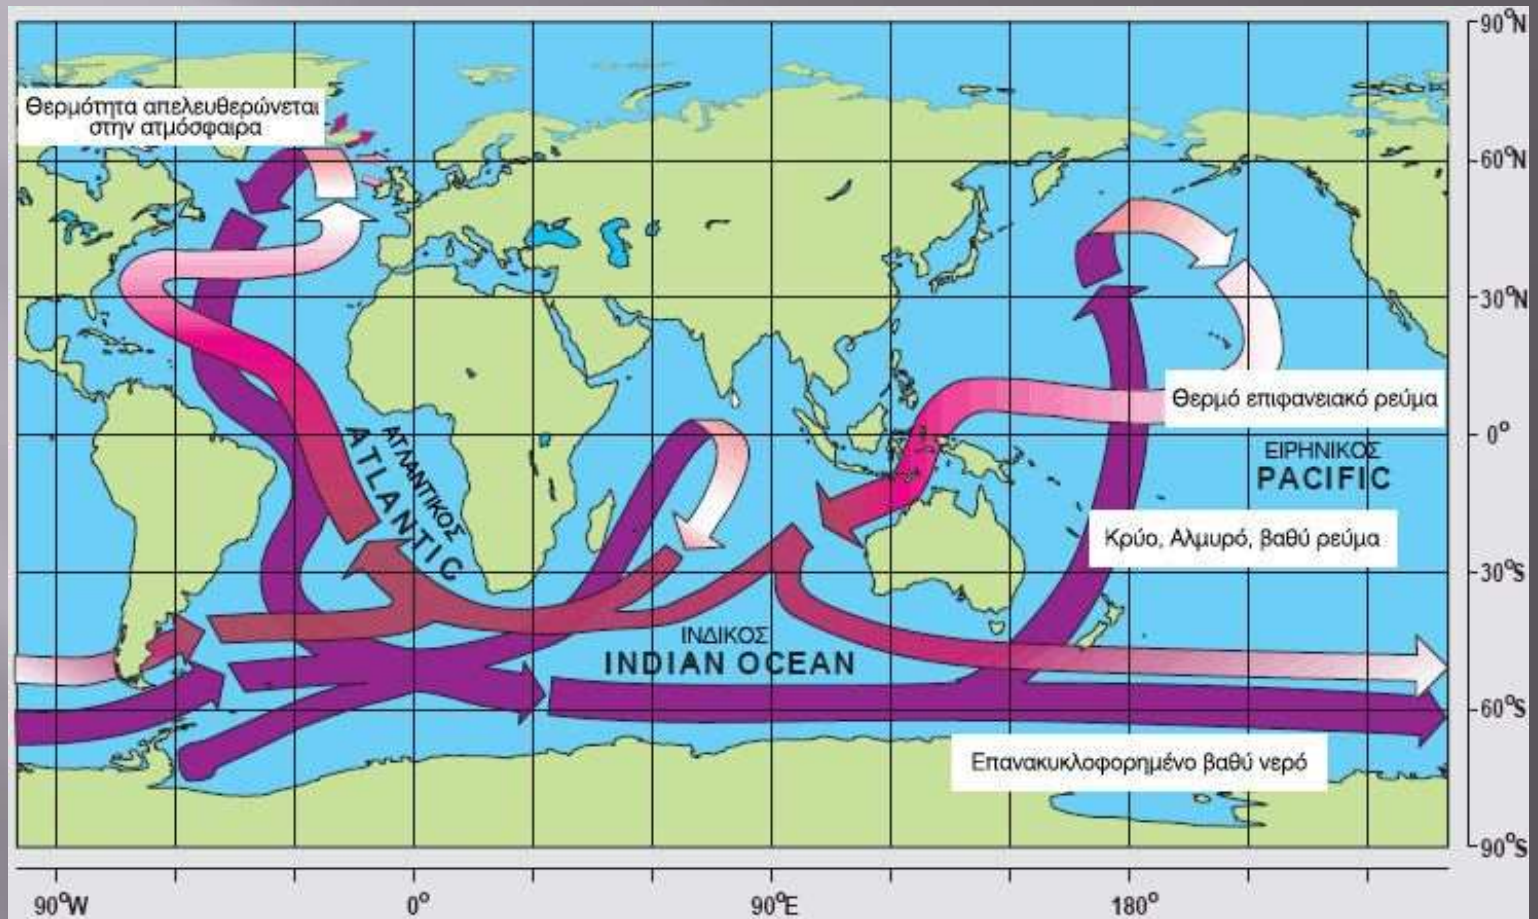 90°N
Θερμότητα απελευθερώνεται
στην ατμόσφαιρα
60°N
30°N
Θερμό επιφανειακό ρεύμα
0°
ΑΤΛΑΝΤΙΚΟΣ
ATLANTIC
ΕΙΡΗΝΙΚΟΣ
PACIFIC
Κρύο, Αλμυρό, βαθύ ρεύμα
30°S
ΙΝΔΙΚΟΣ
INDIAN OCEAN
60°S
Επανακυκλοφορημένο βαθύ νερό
90°S
90°W 0° 90°E 180°